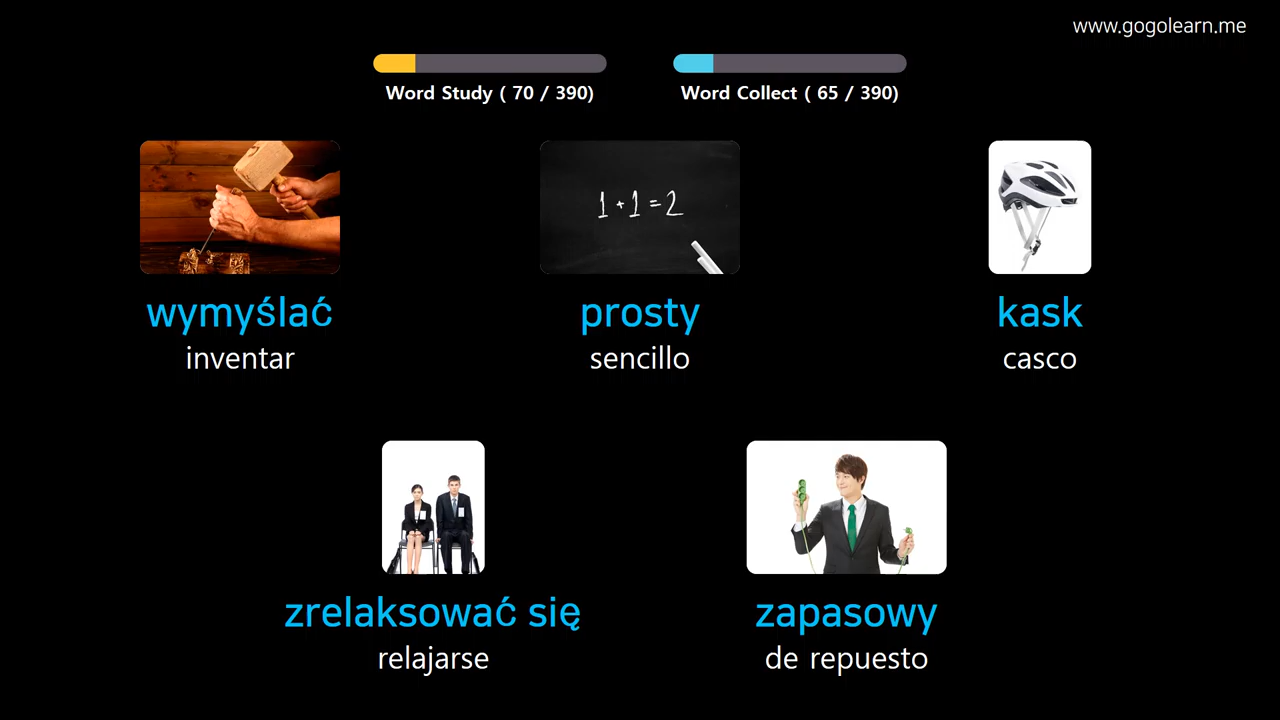 www.gogolearn.me
Word Study ( 70 / 390)
Word Collect ( 65 / 390)
1+1=2
wymyślać
inventar
prosty
sencillo
kask
casco
zrelaksować się
relajarse
zapasowy
de repuesto